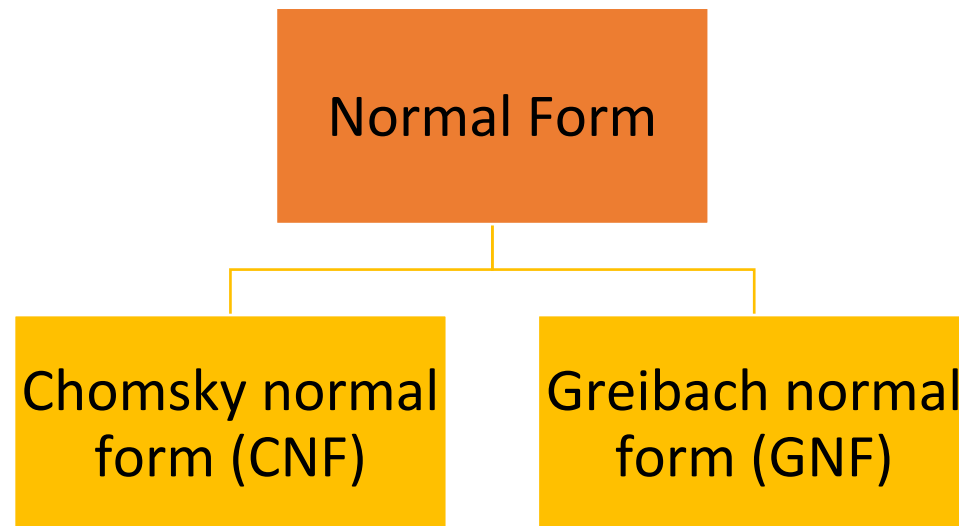 Normal Form
Chomsky normal
form (CNF)
Greibach normal
form (GNF)